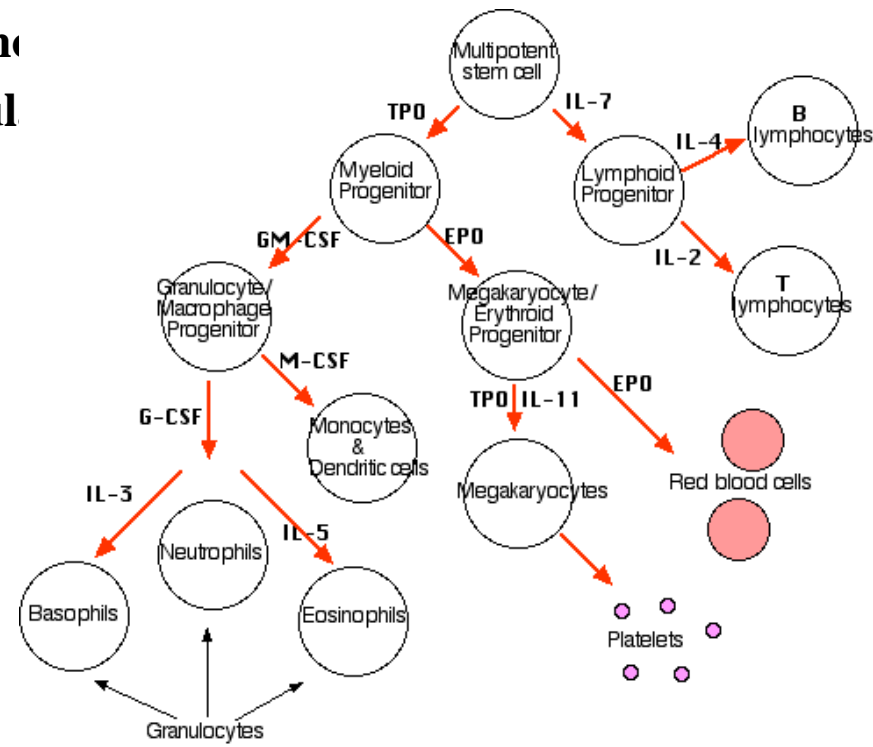 Multipotent
stem cell
TPO
IL-7
Myeloid
Progenitor
Lymphoid
Progenitor
IL-4
B
lymphocytes
IL-2
T
lymphocytes
GM-CSF
EPO
Granulocyte/
Macrophage
Progenitor
Megakaryocyte/
Erythroid
Progenitor
M-CSF
G-CSF
Monocytes
&
Dendritic cells
TPO
IL-11
EPO
Megakaryocytes
Red blood cells
IL-3
IL-5
Neutrophils
Basophils
Eosinophils
Platelets
Granulocytes